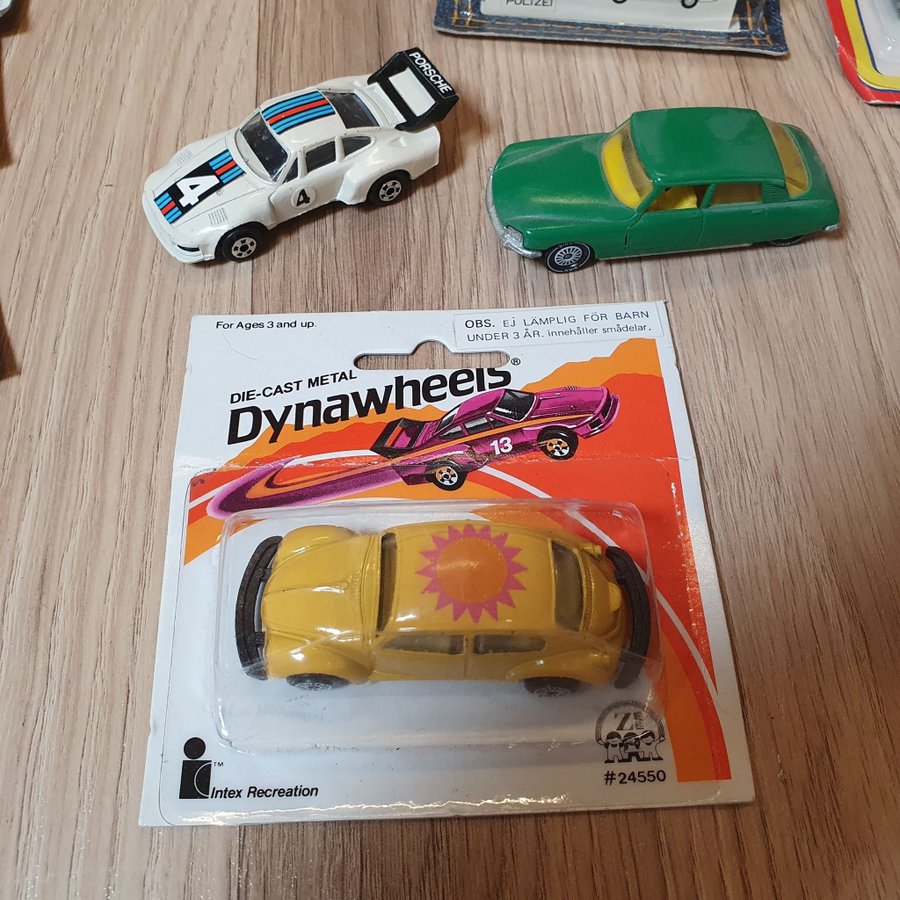 POLIZEI
PORSCHE
4
4
For Ages 3 and up.
OBS. EJ LÄMPLIG FÖR BARN
UNDER 3 ÅR. innehåller smådelar.
DIE-CAST METAL
Dynawheels®
13
TM
Intex Recreation
#24550